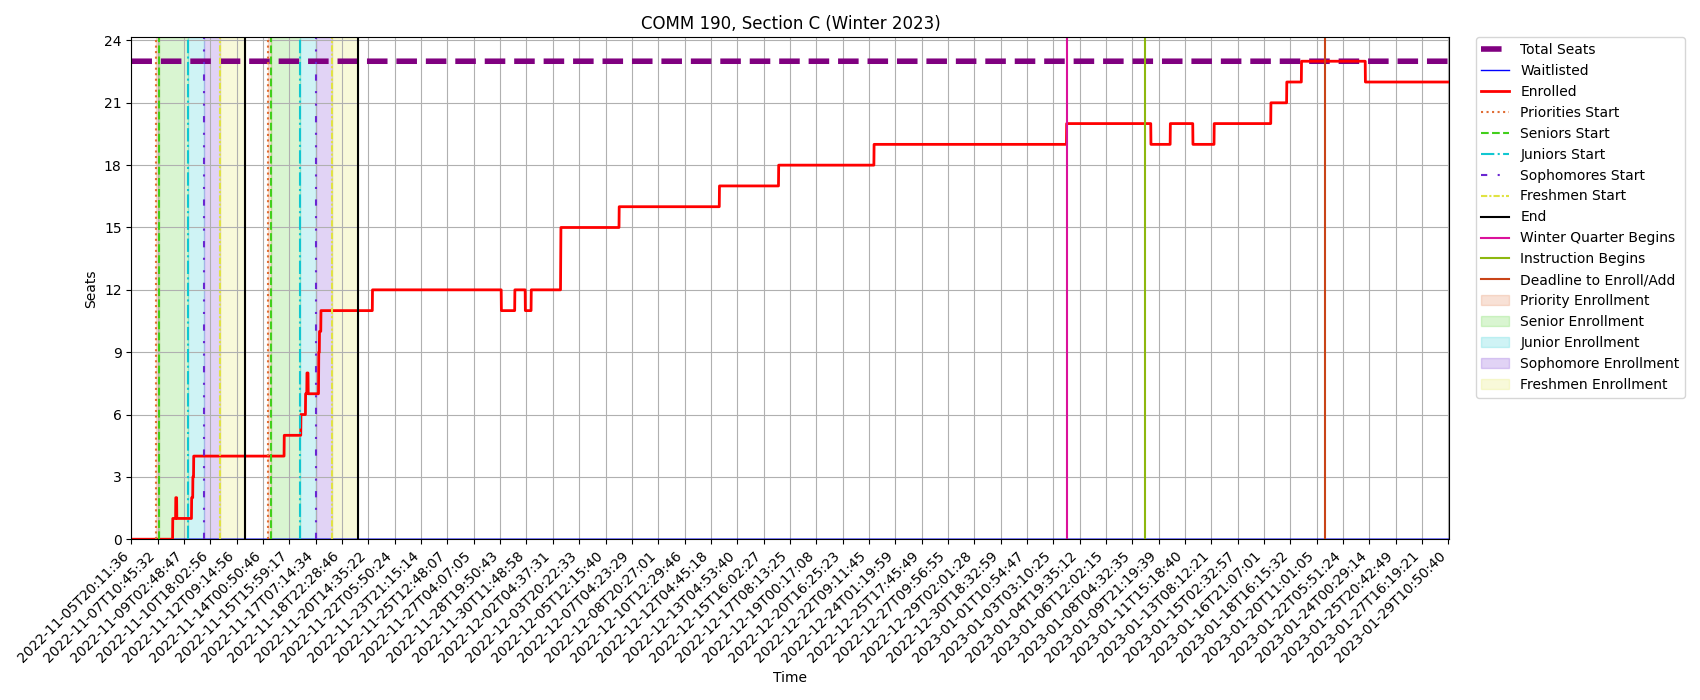 COMM 190, Section C (Winter 2023)
24
21
18
15
12
9
6
3
0
Seats
2022-11-05T20:11:36
2022-11-07T10:45:32
2022-11-09T02:48:47
2022-11-10T18:02:56
2022-11-12T09:14:56
2022-11-14T00:50:46
2022-11-15T15:59:17
2022-11-17T07:14:34
2022-11-18T22:28:46
2022-11-20T14:35:22
2022-11-22T05:50:24
2022-11-23T21:15:14
2022-11-25T12:48:07
2022-11-27T04:07:05
2022-11-28T19:50:43
2022-11-30T11:48:58
2022-12-02T04:37:31
2022-12-03T20:22:33
2022-12-05T12:15:40
2022-12-07T04:23:29
2022-12-08T20:27:01
2022-12-10T12:29:46
2022-12-12T04:45:18
2022-12-13T04:53:40
2022-12-15T16:02:27
2022-12-17T08:13:25
2022-12-19T00:17:08
2022-12-20T16:25:23
2022-12-22T09:11:45
2022-12-24T01:19:59
2022-12-25T17:45:49
2022-12-27T09:56:55
2022-12-29T02:01:28
2022-12-30T18:32:59
2023-01-01T10:54:47
2023-01-03T03:10:25
2023-01-04T19:35:12
2023-01-06T12:02:15
2023-01-08T04:32:35
2023-01-09T21:19:39
2023-01-11T15:18:40
2023-01-13T08:12:21
2023-01-15T02:32:57
2023-01-16T21:07:01
2023-01-18T16:15:32
2023-01-20T11:01:05
2023-01-22T05:51:24
2023-01-24T00:29:14
2023-01-25T20:42:49
2023-01-27T16:19:21
2023-01-29T10:50:40
Time
Total Seats
Waitlisted
Enrolled
Priorities Start
Seniors Start
Juniors Start
Sophomores Start
Freshmen Start
End
Winter Quarter Begins
Instruction Begins
Deadline to Enroll/Add
Priority Enrollment
Senior Enrollment
Junior Enrollment
Sophomore Enrollment
Freshmen Enrollment